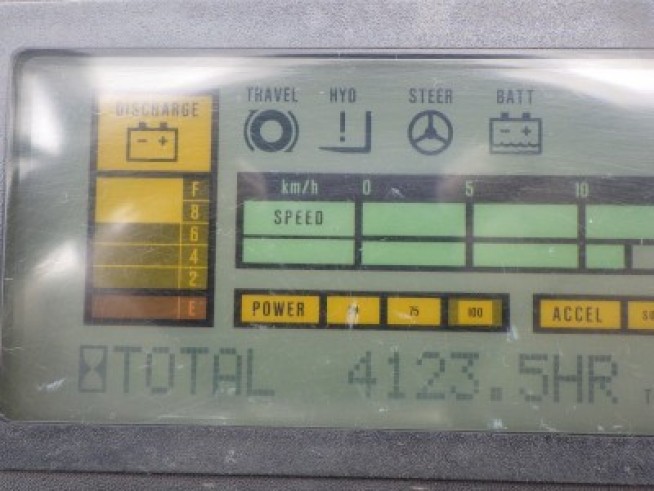 DISCHARGE
TRAVEL HYD STEER BATT
F
8
6
4
2
E
km/h 0 5 10
SPEED
POWER 75 100 ACCEL
TOTAL 4123.5HR